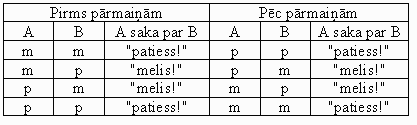 Pirms pārmaiņām Pēc pārmaiņām
A B A saka par B A B A saka par B
m m "patiess!" p p "patiess!"
m p "melis!" p m "melis!"
p m "melis!" m p "melis!"
p p "patiess!" m m "patiess!"